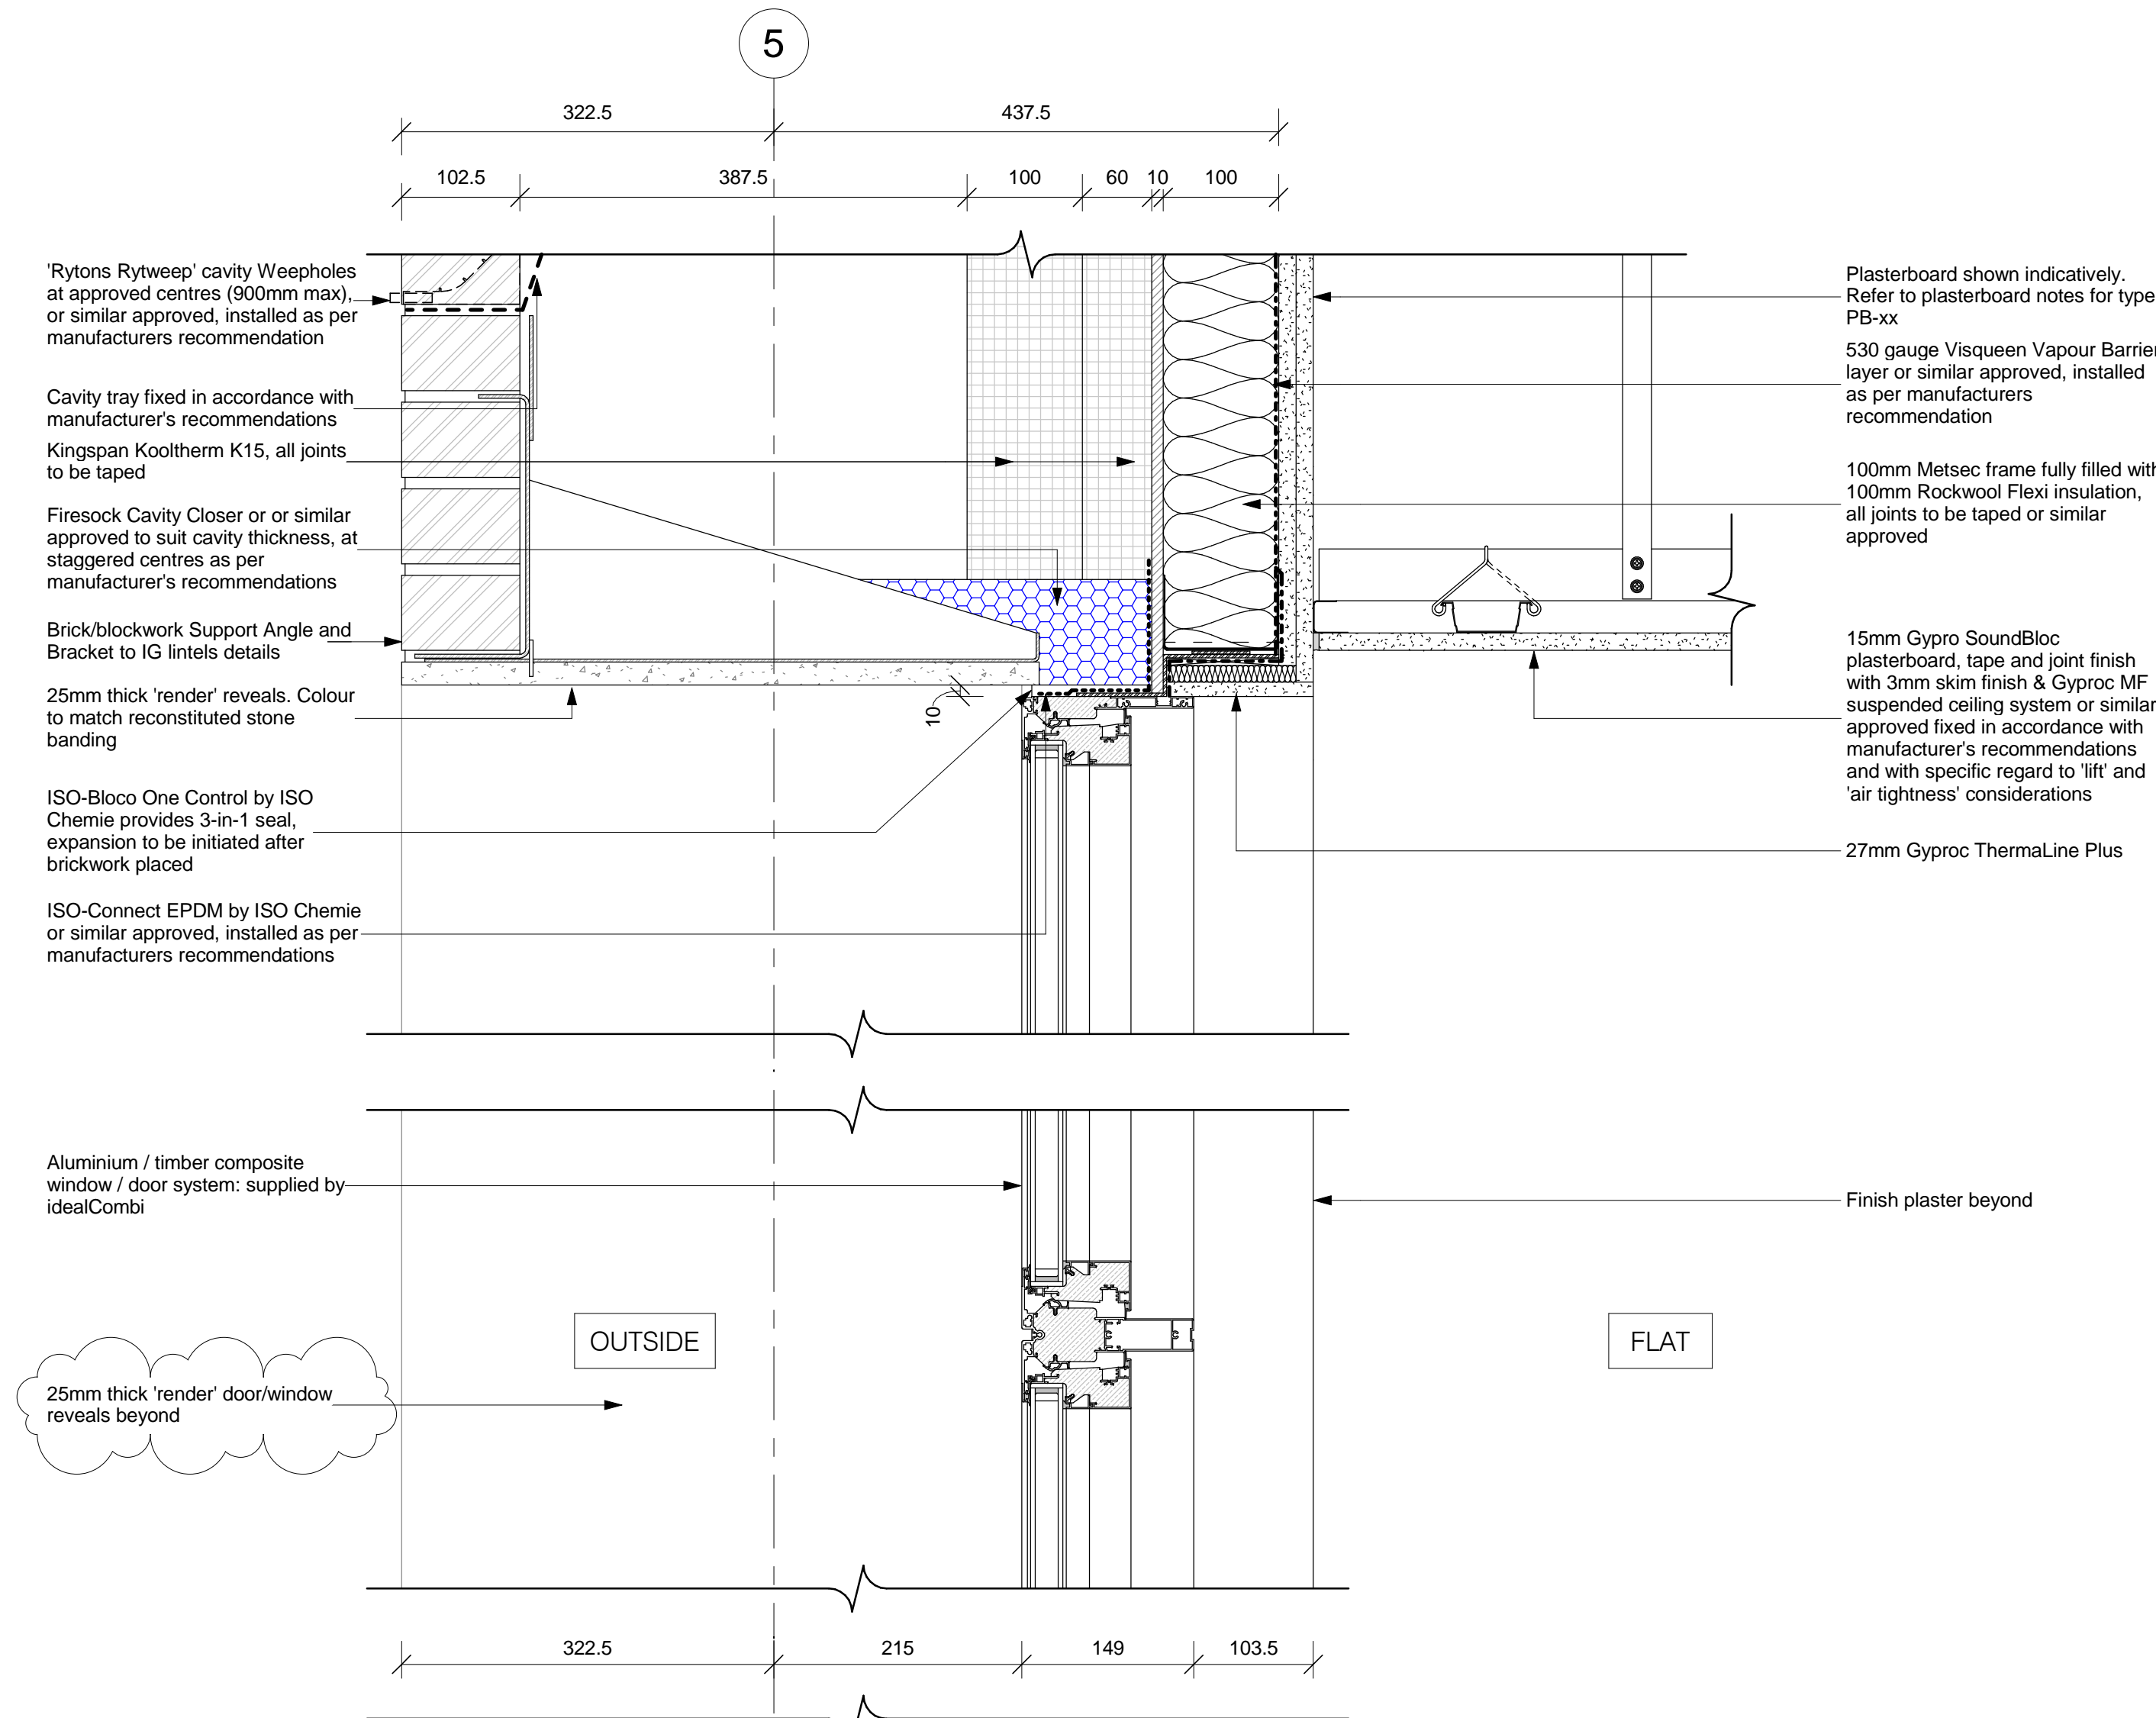 5
322.5
437.5
102.5
387.5
100
60
10
100
'Rytons Rytweep' cavity Weepholes
at approved centres (900mm max),
or similar approved, installed as per
manufacturers recommendation
Cavity tray fixed in accordance with
manufacturer's recommendations
Kingspan Kooltherm K15, all joints
to be taped
Firesock Cavity Closer or or similar
approved to suit cavity thickness, at
staggered centres as per
manufacturer's recommendations
Brick/blockwork Support Angle and
Bracket to IG lintels details
25mm thick 'render' reveals. Colour
to match reconstituted stone
banding
ISO-Bloco One Control by ISO
Chemie provides 3-in-1 seal,
expansion to be initiated after
brickwork placed
ISO-Connect EPDM by ISO Chemie
or similar approved, installed as per
manufacturers recommendations
10
Plasterboard shown indicatively.
Refer to plasterboard notes for type
PB-xx
530 gauge Visqueen Vapour Barrier
layer or similar approved, installed
as per manufacturers
recommendation
100mm Metsec frame fully filled with
100mm Rockwool Flexi insulation,
all joints to be taped or similar
approved
15mm Gypro SoundBloc
plasterboard, tape and joint finish
with 3mm skim finish & Gyproc MF
suspended ceiling system or similar
approved fixed in accordance with
manufacturer's recommendations
and with specific regard to 'lift' and
'air tightness' considerations
27mm Gyproc ThermaLine Plus
Aluminium / timber composite
window / door system: supplied by
idealCombi
Finish plaster beyond
OUTSIDE
FLAT
25mm thick 'render' door/window
reveals beyond
322.5
215
149
103.5